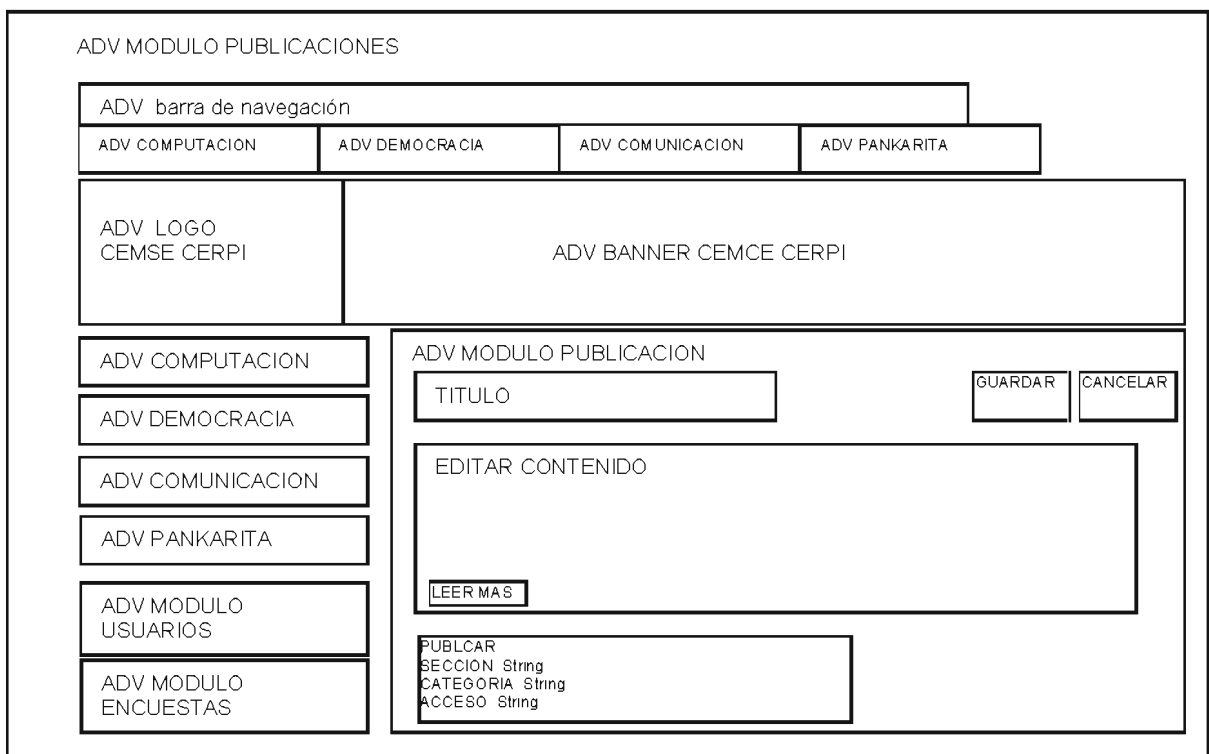 ADV MODULO PUBLICACIONES
ADV barra de navegación
ADV COMPUTACION
ADV DEMOCRACIA
ADV COMUNICACION
ADV PANKARITA
ADV LOGO
CEMSE CERPI
ADV BANNER CEMCE CERPI
ADV COMPUTACION
ADV DEMOCRACIA
ADV COMUNICACION
ADV PANKARITA
ADV MODULO
USUARIOS
ADV MODULO
ENCUESTAS
ADV MODULO PUBLICACION
TITULO
GUARDAR
CANCELAR
EDITAR CONTENIDO
LEER MAS
PUBLCAR
SECCION String
CATEGORIA String
ACCESO String